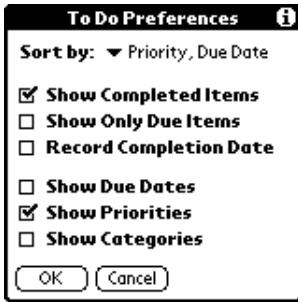 To Do Preferences
Sort by: Priority, Due Date
Show Completed Items
Show Only Due Items
Record Completion Date
Show Due Dates
Show Priorities
Show Categories
OK Cancel